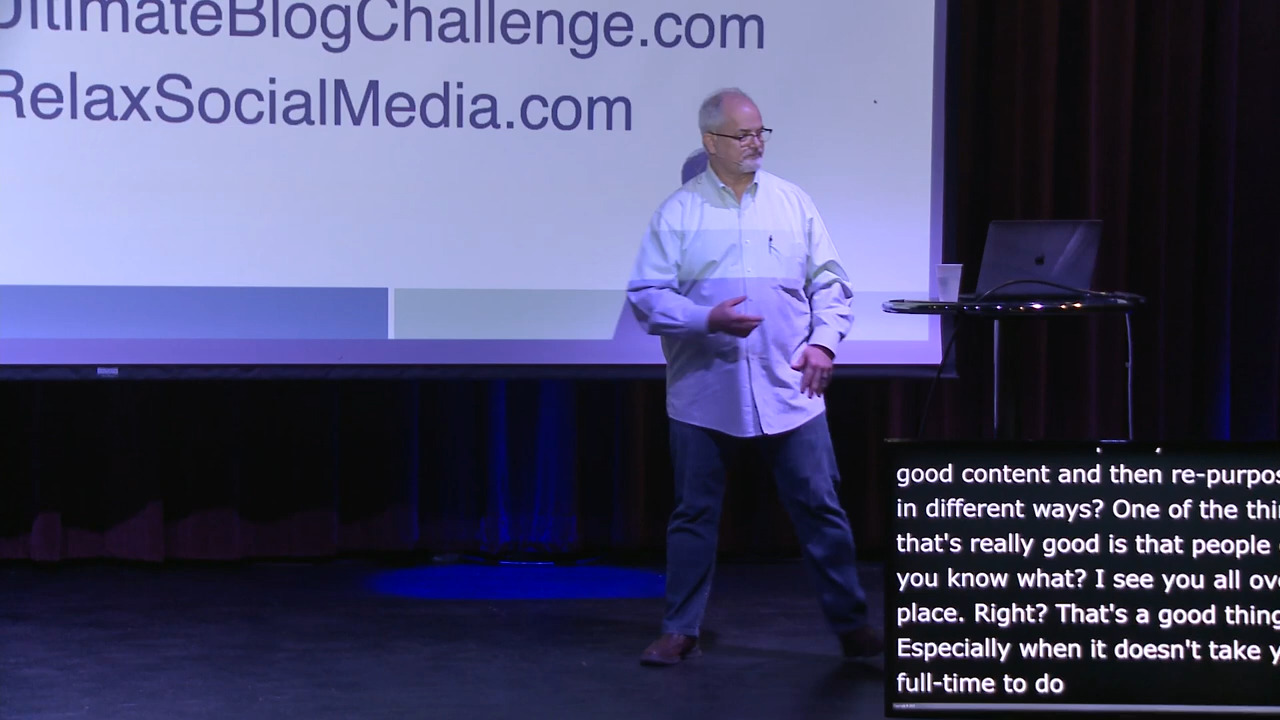 UltimateBlogChallenge.com
RelaxSocialMedia.com
good content and then re-purpos
in different ways? One of the thi
that's really good is that people
you know what? I see you all ov
place. Right? That's a good thing
Especially when it doesn't take y
full-time to do